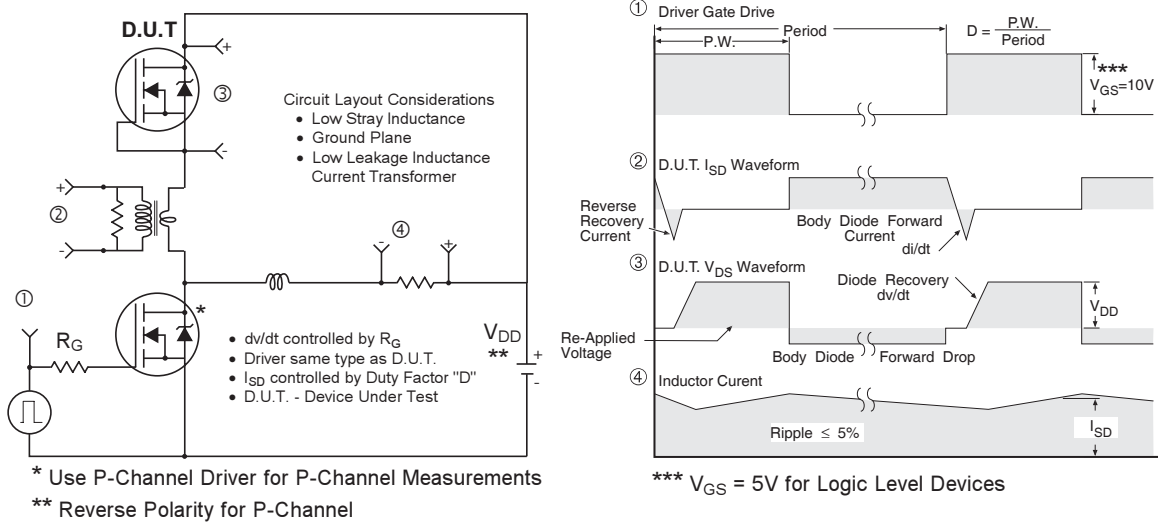 D.U.T
+
③
-
Circuit Layout Considerations
• Low Stray Inductance
• Ground Plane
• Low Leakage Inductance
Current Transformer
+
②
-
④
-
+
①
R_G
*
• dv/dt controlled by R_G
• Driver same type as D.U.T.
• I_SD controlled by Duty Factor "D"
• D.U.T. - Device Under Test
V_DD
**
+
-
* Use P-Channel Driver for P-Channel Measurements
** Reverse Polarity for P-Channel
① Driver Gate Drive
Period
P.W.
D = P.W.
Period
***
V_GS=10V
② D.U.T. I_SD Waveform
Reverse
Recovery
Current
Body Diode Forward
Current
di/dt
③ D.U.T. V_DS Waveform
Diode Recovery
dv/dt
V_DD
Re-Applied
Voltage
Body Diode Forward Drop
④ Inductor Curent
Ripple ≤ 5%
I_SD
*** V_GS = 5V for Logic Level Devices